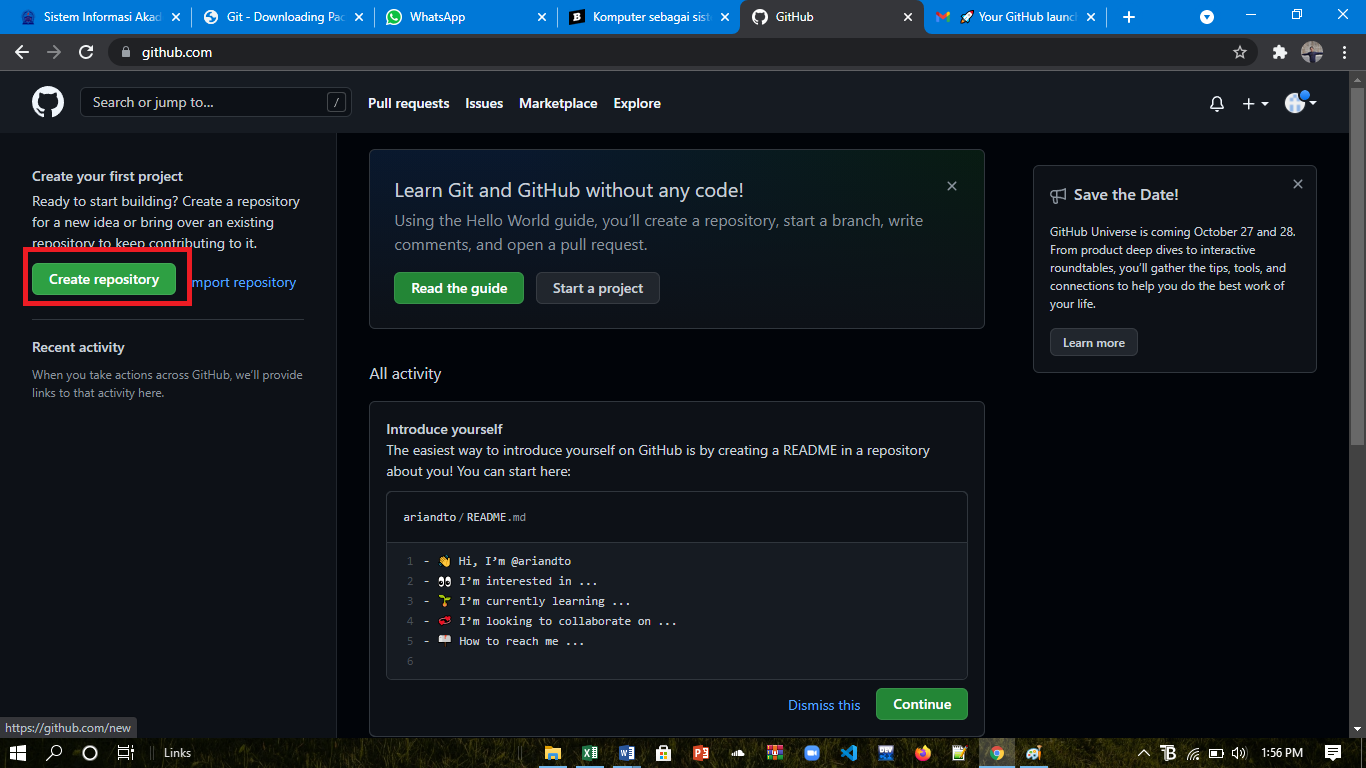 Sistem Informasi Akad
Git - Downloading Pac
WhatsApp
Komputer sebagai sist
GitHub
🚀 Your GitHub launc
github.com
Search or jump to...
/
Pull requests
Issues
Marketplace
Explore
Create your first project
Ready to start building? Create a repository
for a new idea or bring over an existing
repository to keep contributing to it.
Create repository
mport repository
Recent activity
When you take actions across GitHub, we'll provide
links to that activity here.
Learn Git and GitHub without any code!
Using the Hello World guide, you'll create a repository, start a branch, write
comments, and open a pull request.
Read the guide
Start a project
All activity
Introduce yourself
The easiest way to introduce yourself on GitHub is by creating a README in a repository
about you! You can start here:
ariandto/README.md
1 - 👋 Hi, I'm @ariandto
2 - 👀 I'm interested in ...
3 - 🌱 I'm currently learning ...
4 - 💞️ I'm looking to collaborate on ...
5 - 📫 How to reach me ...
6
Dismiss this
Continue
Save the Date!
GitHub Universe is coming October 27 and 28.
From product deep dives to interactive
roundtables, you'll gather the tips, tools, and
connections to help you do the best work of
your life.
Learn more
https://github.com/new
Links
1:56 PM